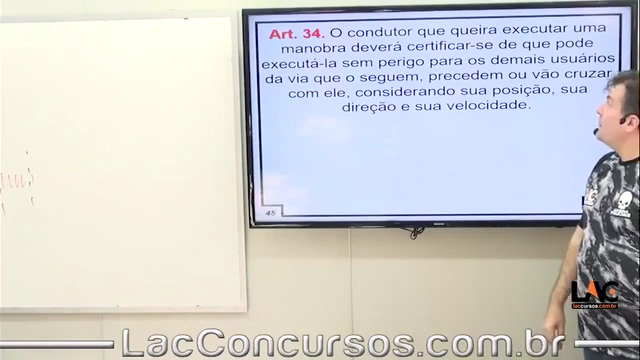 Art. 34. O condutor que queira executar uma
manobra deverá certificar-se de que pode
executá-la sem perigo para os demais usuários
da via que o seguem, precedem ou vão cruzar
com ele, considerando sua posição, sua
direção e sua velocidade.
45
LAC
laccursos.com.br
LacConcursos.com.br